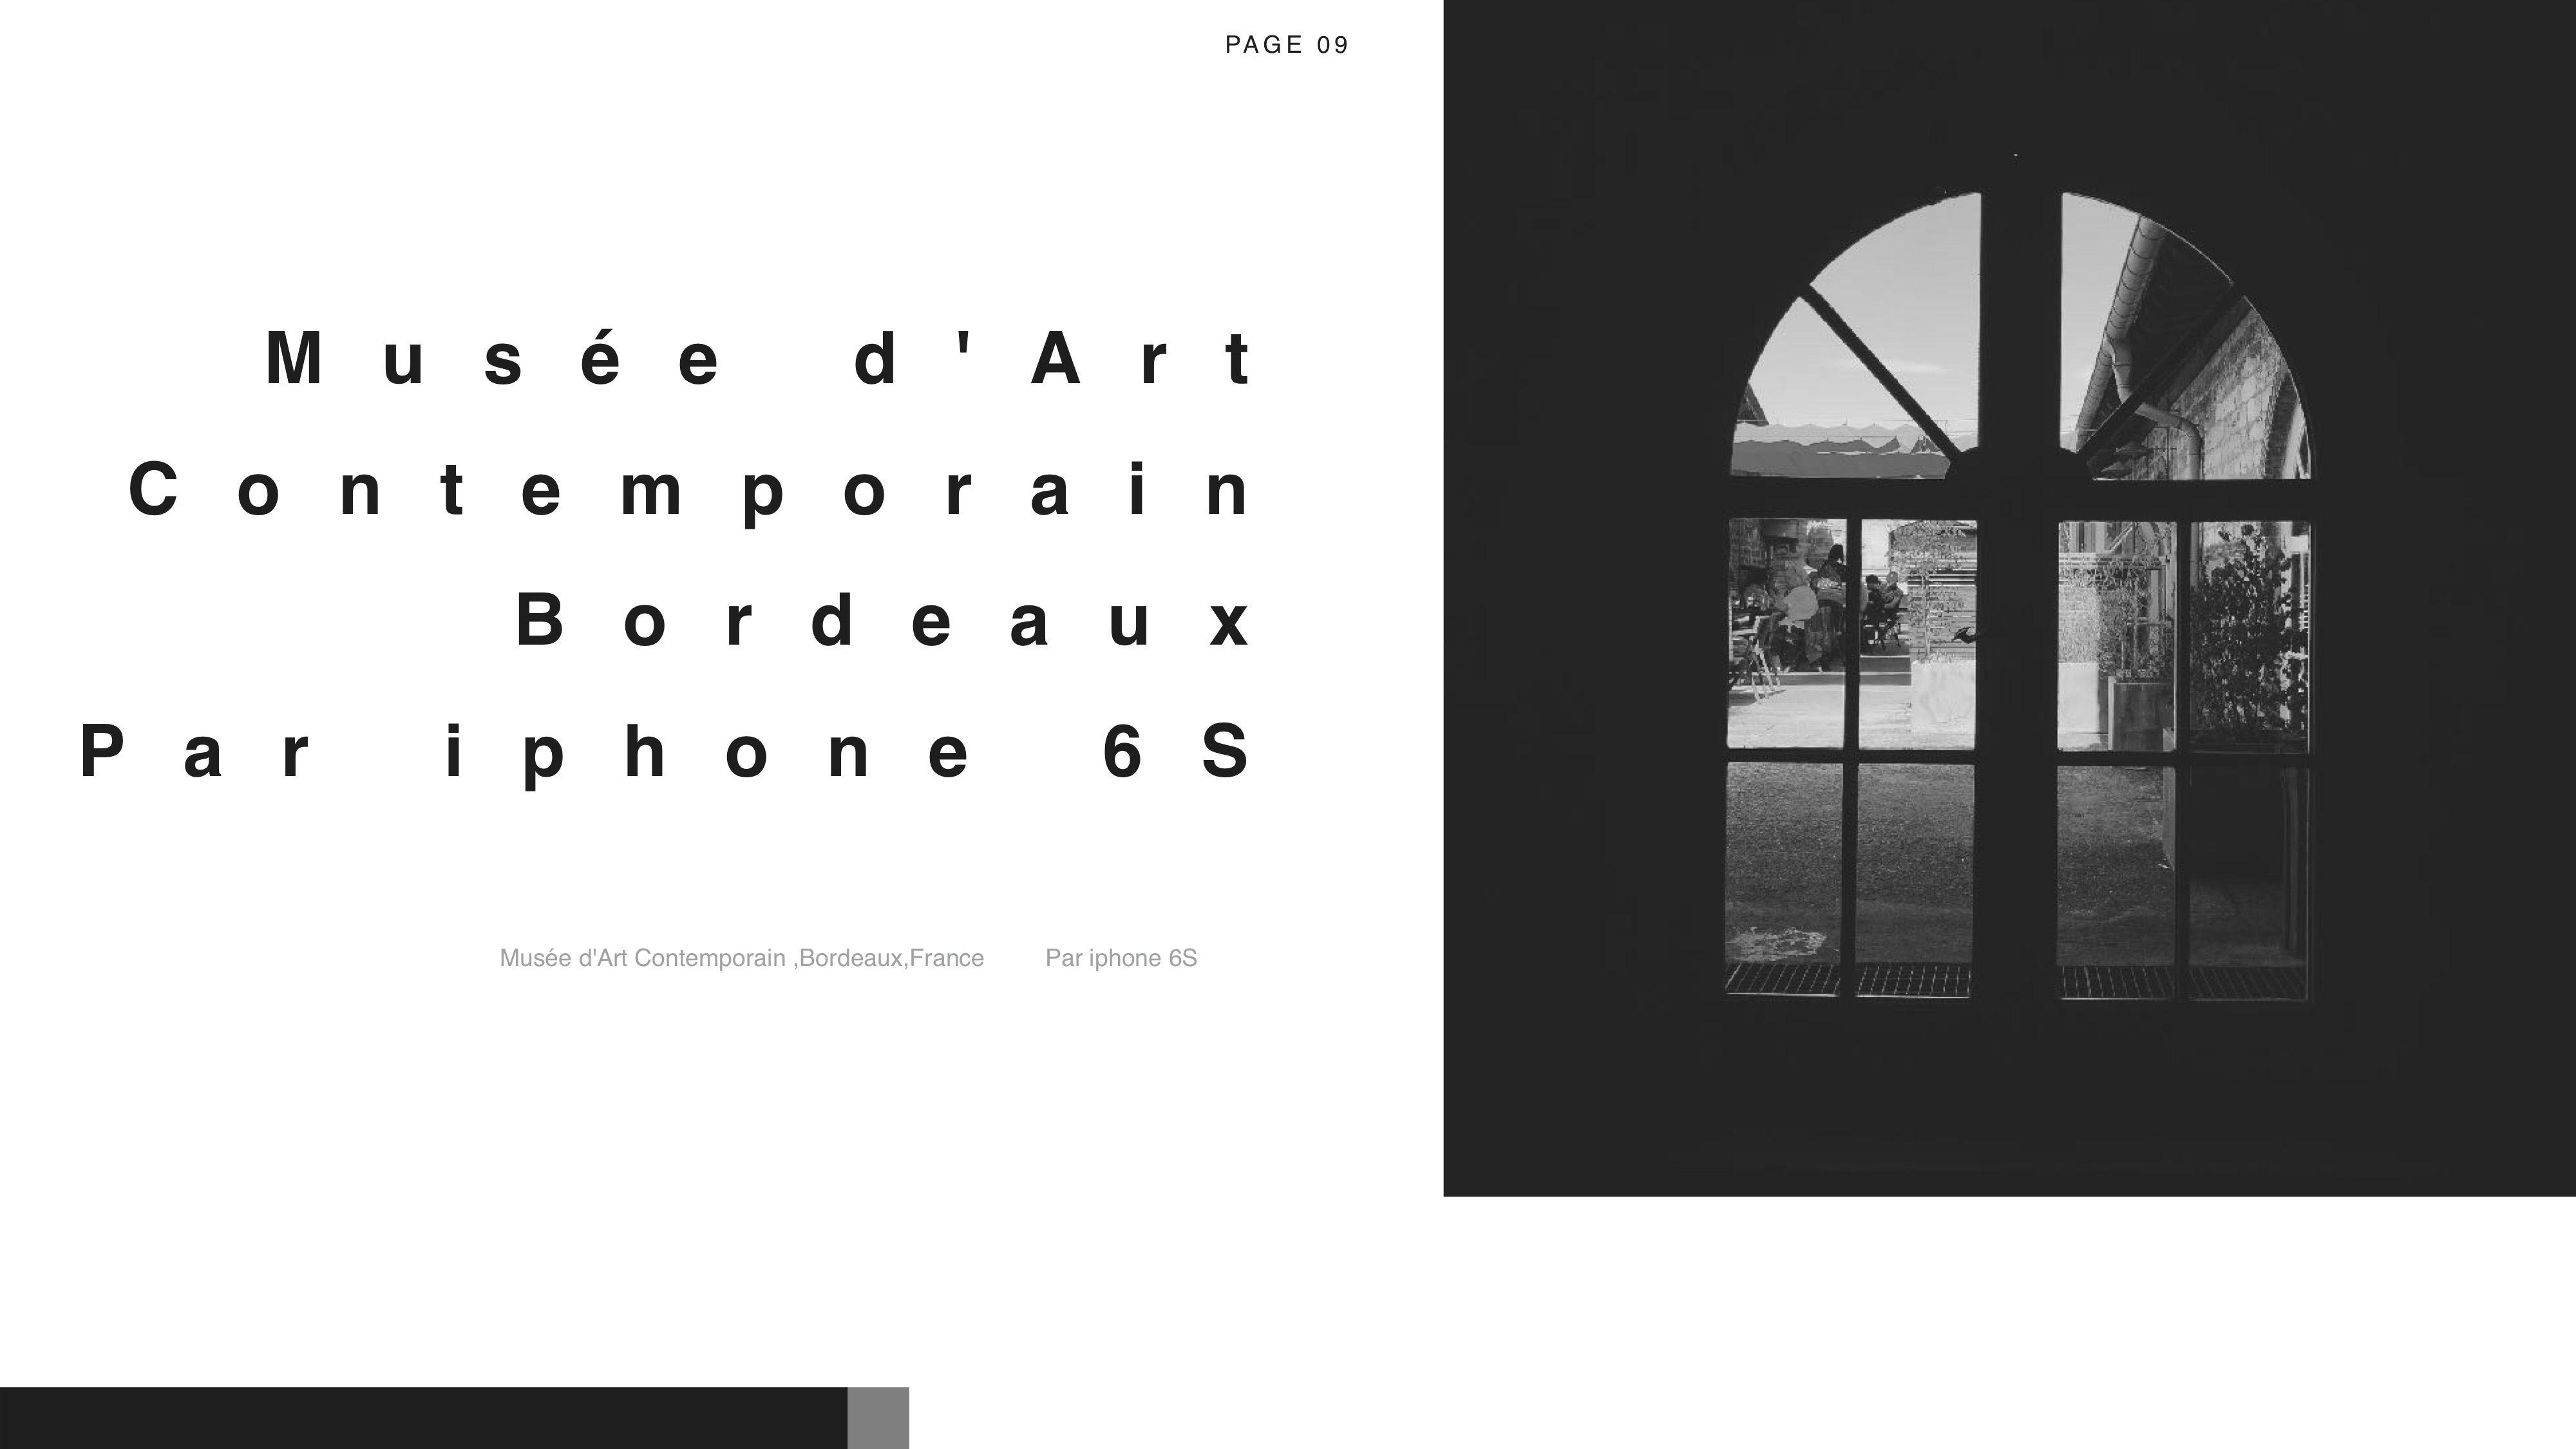 PAGE 09
Musée d'Art
Contemporain
Bordeaux
Par iphone 6S
Musée d'Art Contemporain ,Bordeaux,France Par iphone 6S